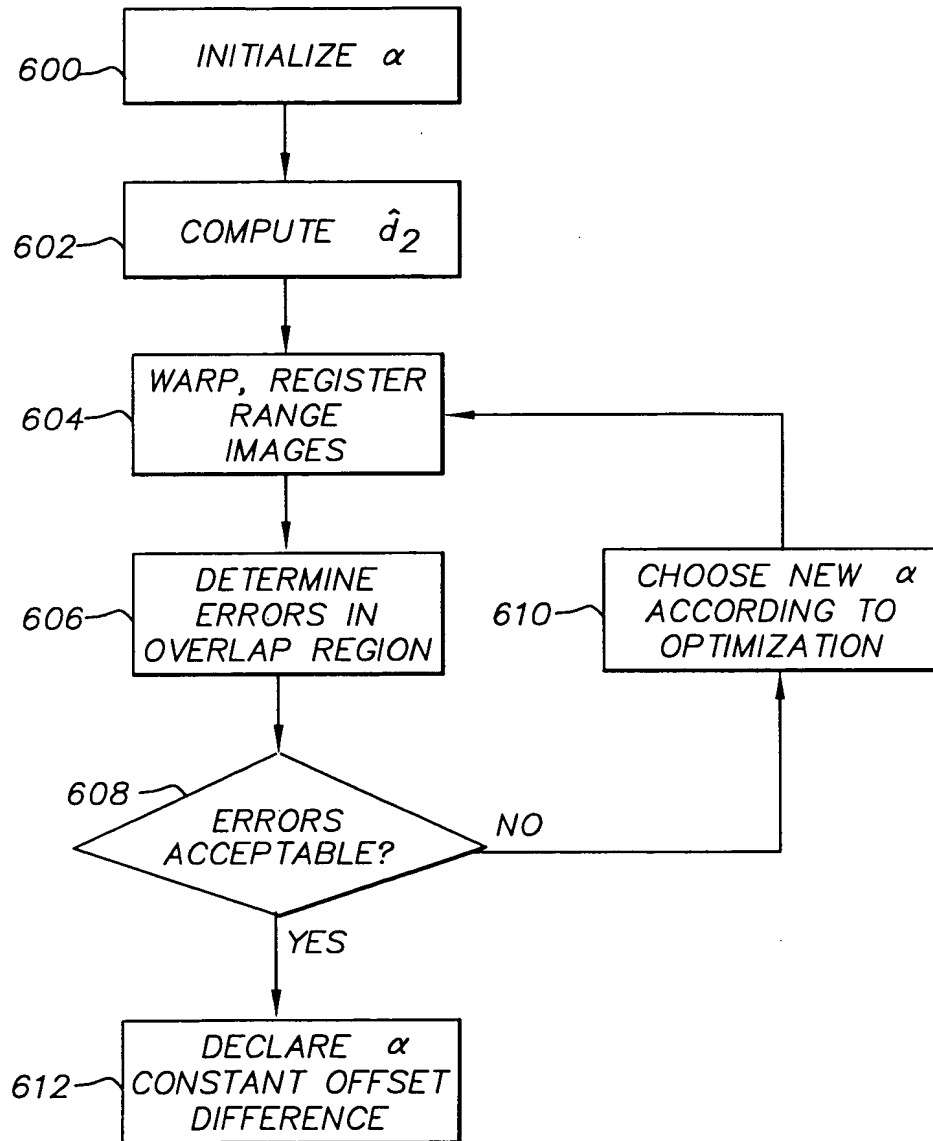 INITIALIZE α
600
COMPUTE d̂2
602
WARP, REGISTER
RANGE
IMAGES
604
DETERMINE
ERRORS IN
OVERLAP REGION
606
CHOOSE NEW α
ACCORDING TO
OPTIMIZATION
610
608
ERRORS
ACCEPTABLE?
NO
YES
DECLARE α
CONSTANT OFFSET
DIFFERENCE
612